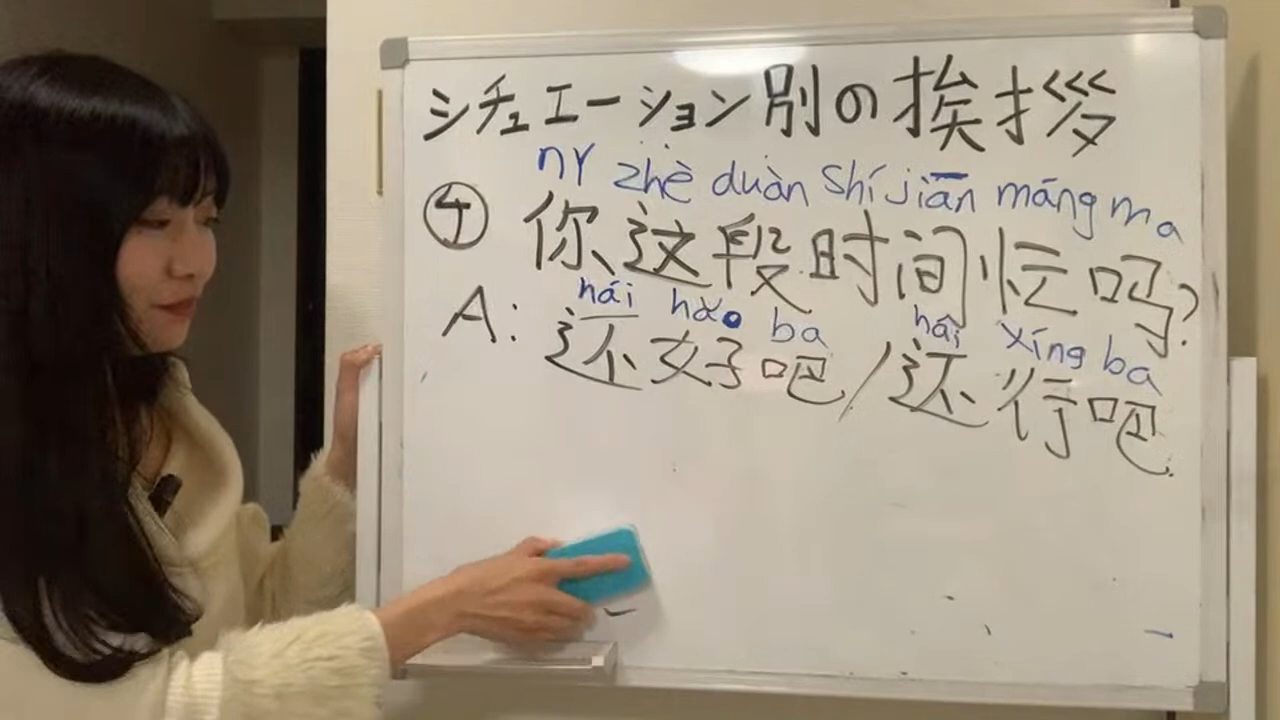 シチュエーション別の挨拶
nǐ zhè duàn shí jiān máng ma
④ 你这段时间忙吗?
hái hǎo ba hái xíng ba
A: 还好吧/还行吧